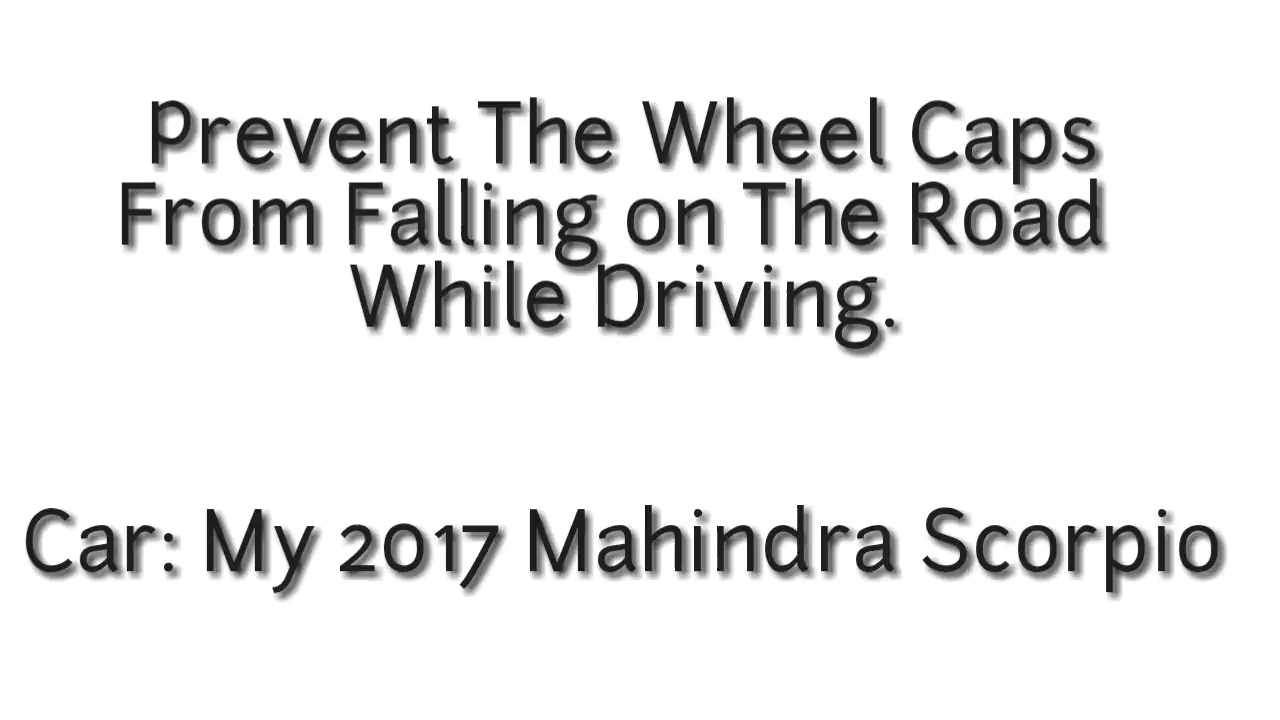 Prevent The Wheel Caps
From Falling on The Road
While Driving.
Car: My 2017 Mahindra Scorpio